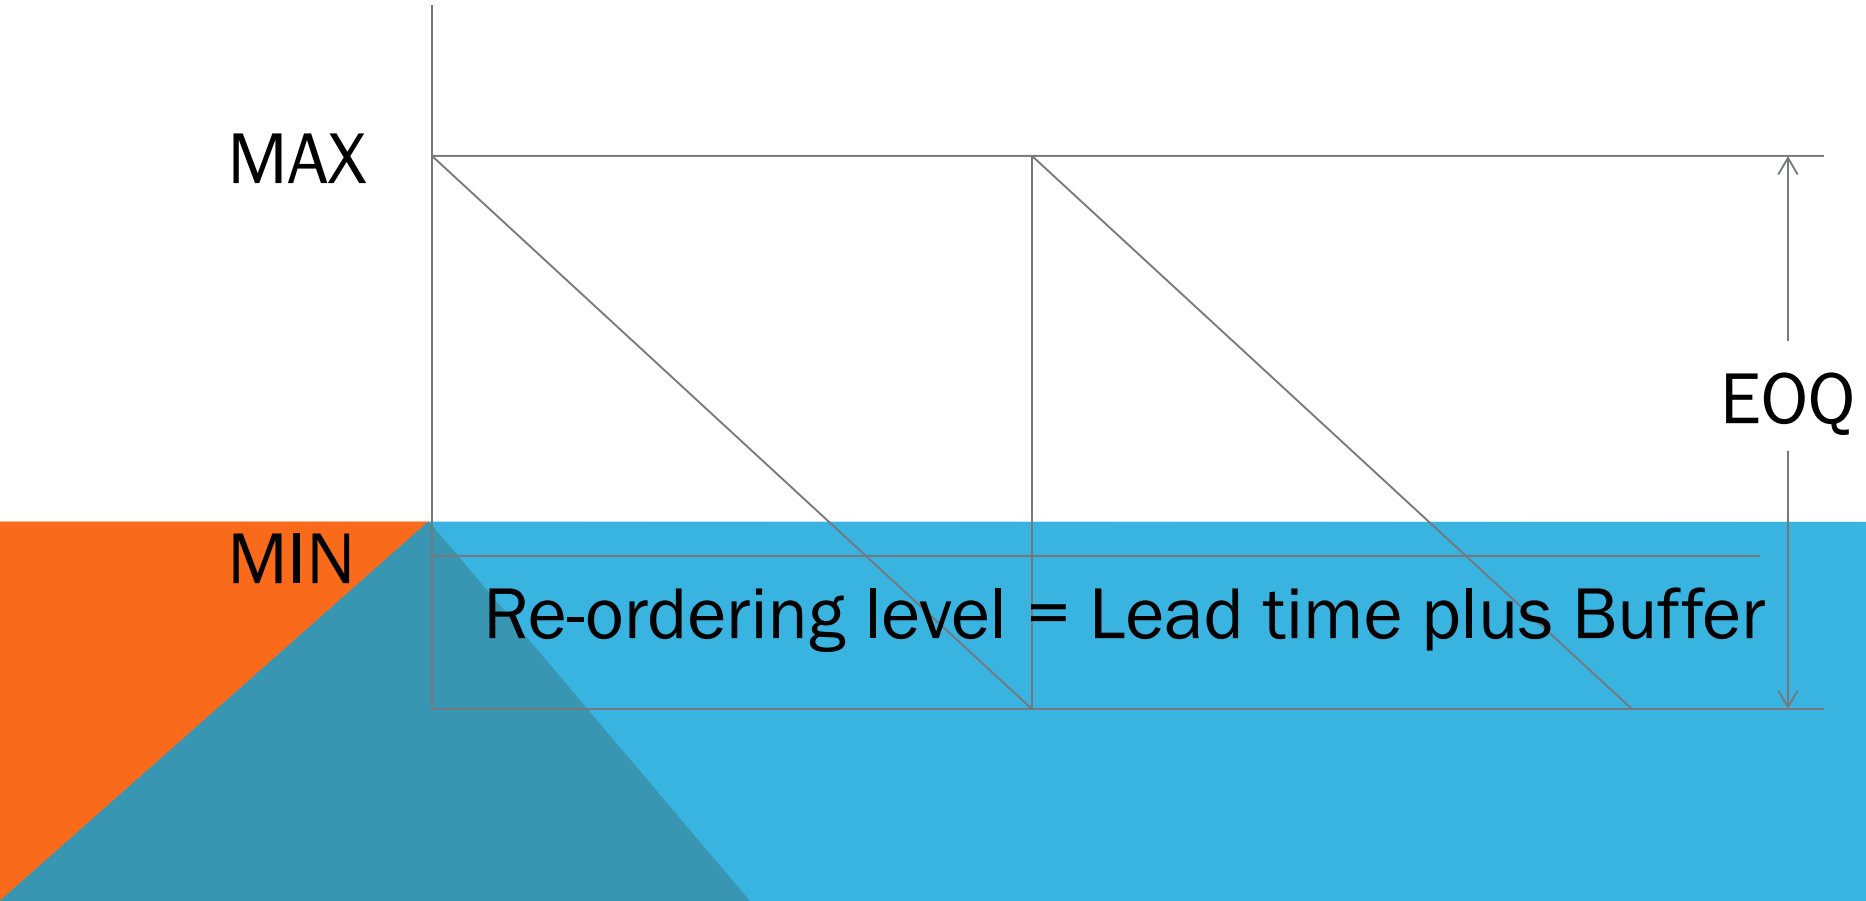 MAX
EOQ
MIN
Re-ordering level = Lead time plus Buffer